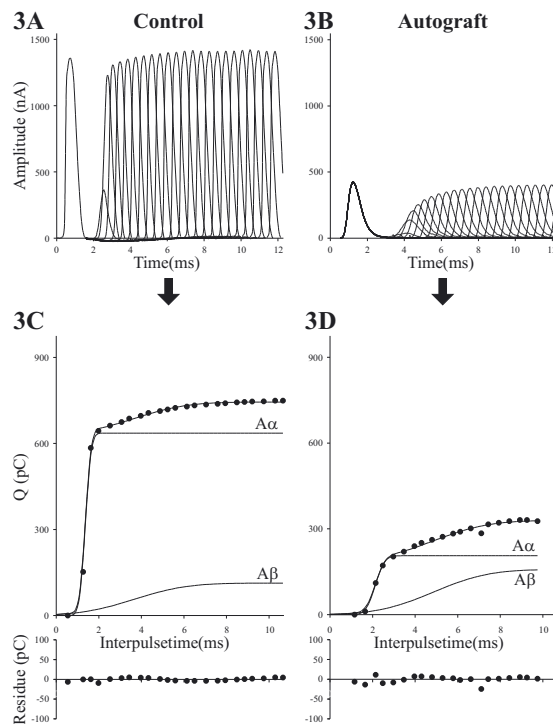 3A Control
1500
1000
500
0
Amplitude (nA)
0 2 4 6 8 10 12
Time(ms)
3B Autograft
1500
1000
500
0
0 2 4 6 8 10 12
Time(ms)
3C
900
600
300
0
Q (pC)
Aα
Aβ
0 2 4 6 8 10
Interpulsetime(ms)
100
50
0
-50
-100
Residue (pC)
3D
900
600
300
0
Aα
Aβ
0 2 4 6 8 10
Interpulsetime(ms)
100
50
0
-50
-100